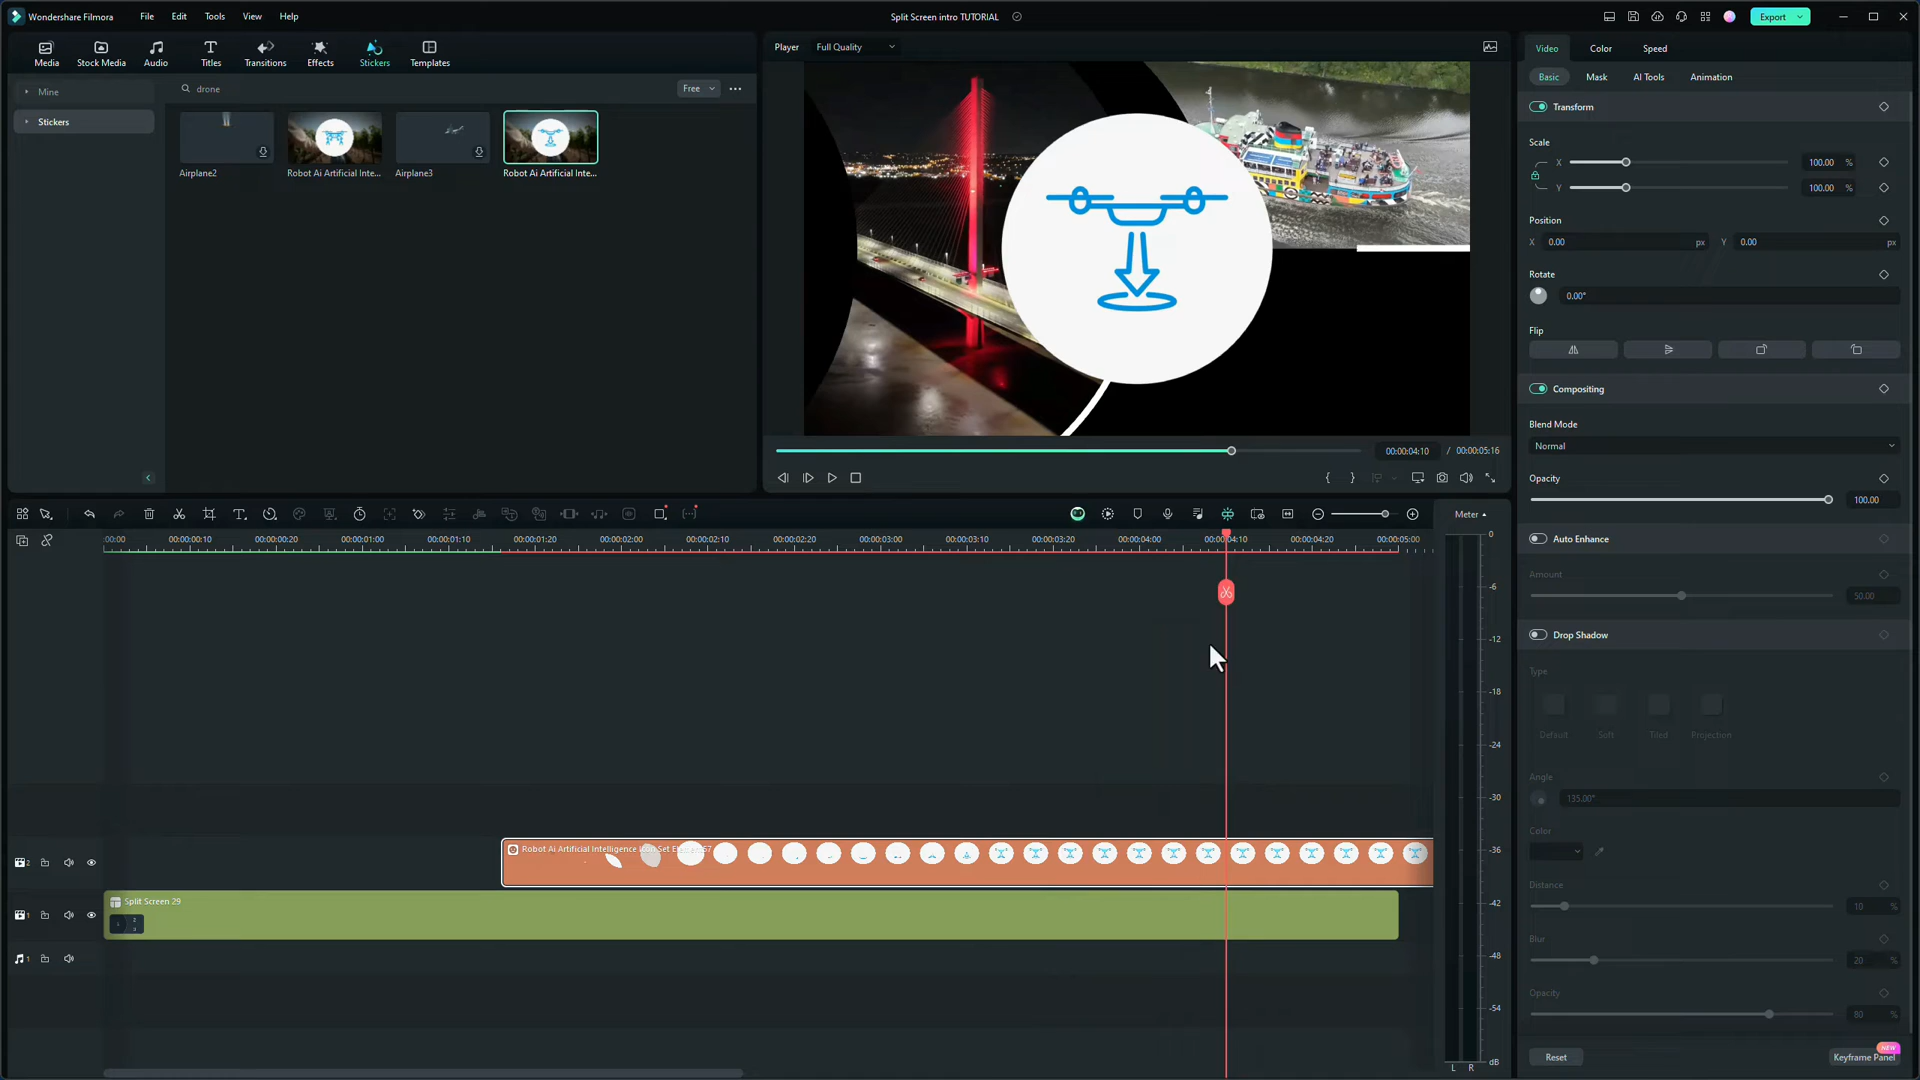 Wondershare Filmora
File
Edit
Tools
View
Help
Split Screen intro TUTORIAL
Export
Media
Stock Media
Audio
Titles
Transitions
Effects
Stickers
Templates
Mine
Stickers
drone
Free
Airplane2
Robot Ai Artificial Inte...
Airplane3
Robot Ai Artificial Inte...
Player
Full Quality
00:00:04:10 / 00:00:05:16
Video
Color
Speed
Basic
Mask
AI Tools
Animation
Transform
Scale
X 100.00 %
Y 100.00 %
Position
X 0.00 px Y 0.00 px
Rotate
0.00°
Flip
Compositing
Blend Mode
Normal
Opacity
100.00
Auto Enhance
Amount
50.00
Drop Shadow
Type
Default
Soft
Tiled
Projection
Angle
135.00°
Color
Distance
10 %
Blur
20 %
Opacity
80 %
Reset
NEW
Keyframe Panel
Meter
:00:00 00:00:00:10 00:00:00:20 00:00:01:00 00:00:01:10 00:00:01:20 00:00:02:00 00:00:02:10 00:00:02:20 00:00:03:00 00:00:03:10 00:00:03:20 00:00:04:00 00:00:04:10 00:00:04:20 00:00:05:00
0
-6
-12
-18
-24
-30
-36
-42
-48
-54
dB
L R
2
Robot Ai Artificial Intelligence Icon Set
1
Split Screen 29
1
2
3
1